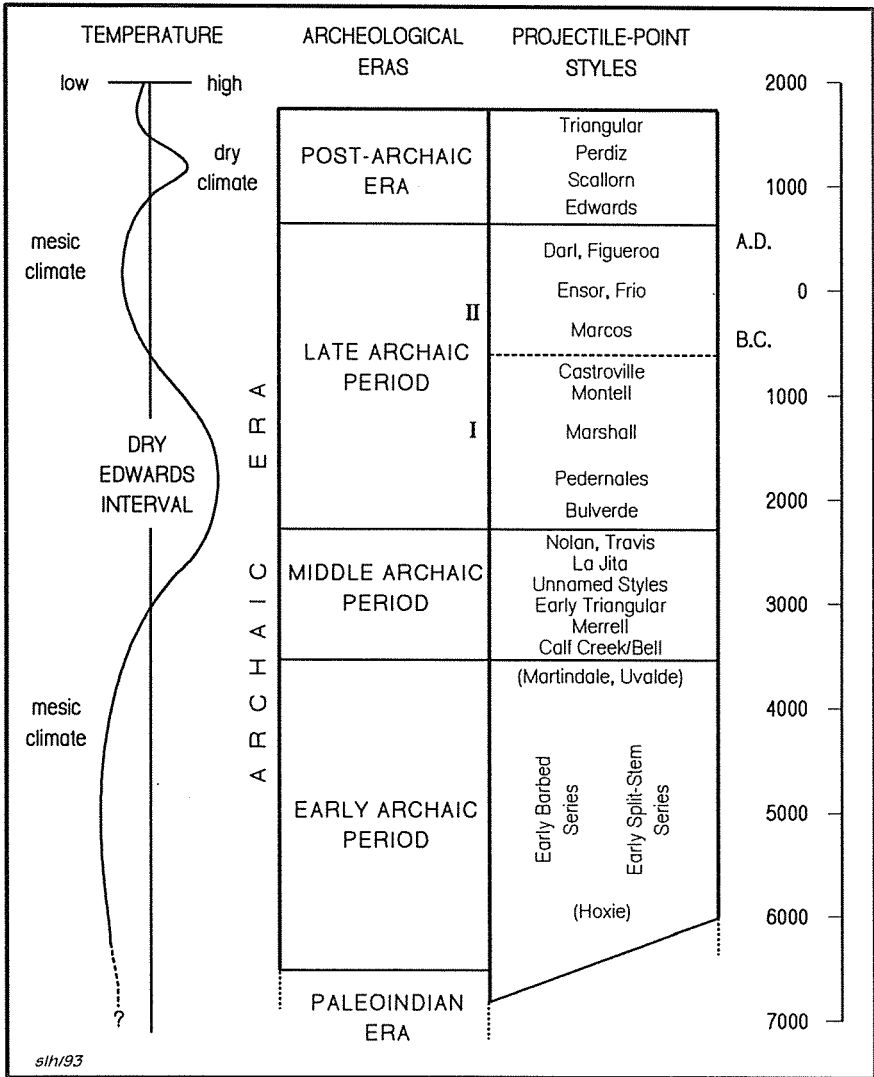 TEMPERATURE
low
high
dry
climate
mesic
climate
DRY
EDWARDS
INTERVAL
mesic
climate
?
ARCHEOLOGICAL
ERAS
ARCHAIC ERA
POST-ARCHAIC
ERA
LATE ARCHAIC
PERIOD
II
I
MIDDLE ARCHAIC
PERIOD
EARLY ARCHAIC
PERIOD
PALEOINDIAN
ERA
PROJECTILE-POINT
STYLES
Triangular
Perdiz
Scallorn
Edwards
Darl, Figueroa
Ensor, Frio
Marcos
Castroville
Montell
Marshall
Pedernales
Bulverde
Nolan, Travis
La Jita
Unnamed Styles
Early Triangular
Merrell
Calf Creek/Bell
(Martindale, Uvalde)
Early Barbed
Series
Early Split-Stem
Series
(Hoxie)
2000
1000
A.D.
0
B.C.
1000
2000
3000
4000
5000
6000
7000
slh/93